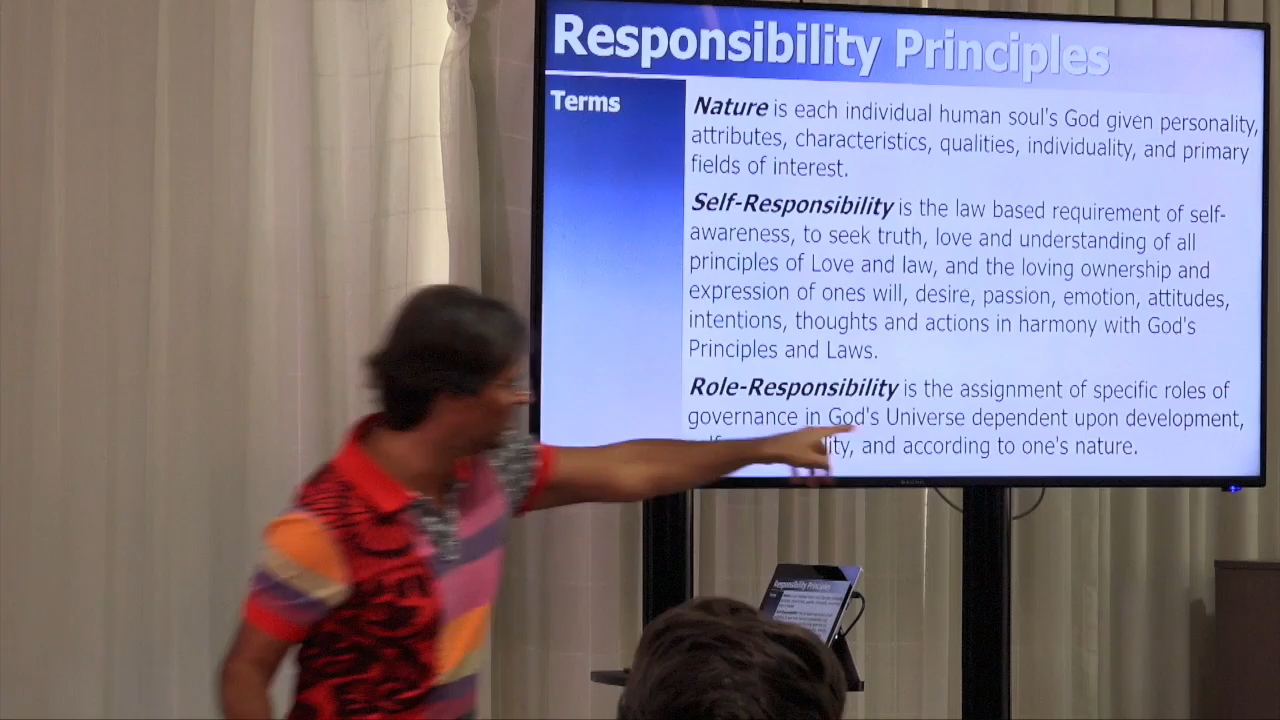 Responsibility Principles
Terms
Nature is each individual human soul's God given personality,
attributes, characteristics, qualities, individuality, and primary
fields of interest.
Self-Responsibility is the law based requirement of self-
awareness, to seek truth, love and understanding of all
principles of Love and law, and the loving ownership and
expression of ones will, desire, passion, emotion, attitudes,
intentions, thoughts and actions in harmony with God's
Principles and Laws.
Role-Responsibility is the assignment of specific roles of
governance in God's Universe dependent upon development,
and according to one's nature.
Responsibility Principles